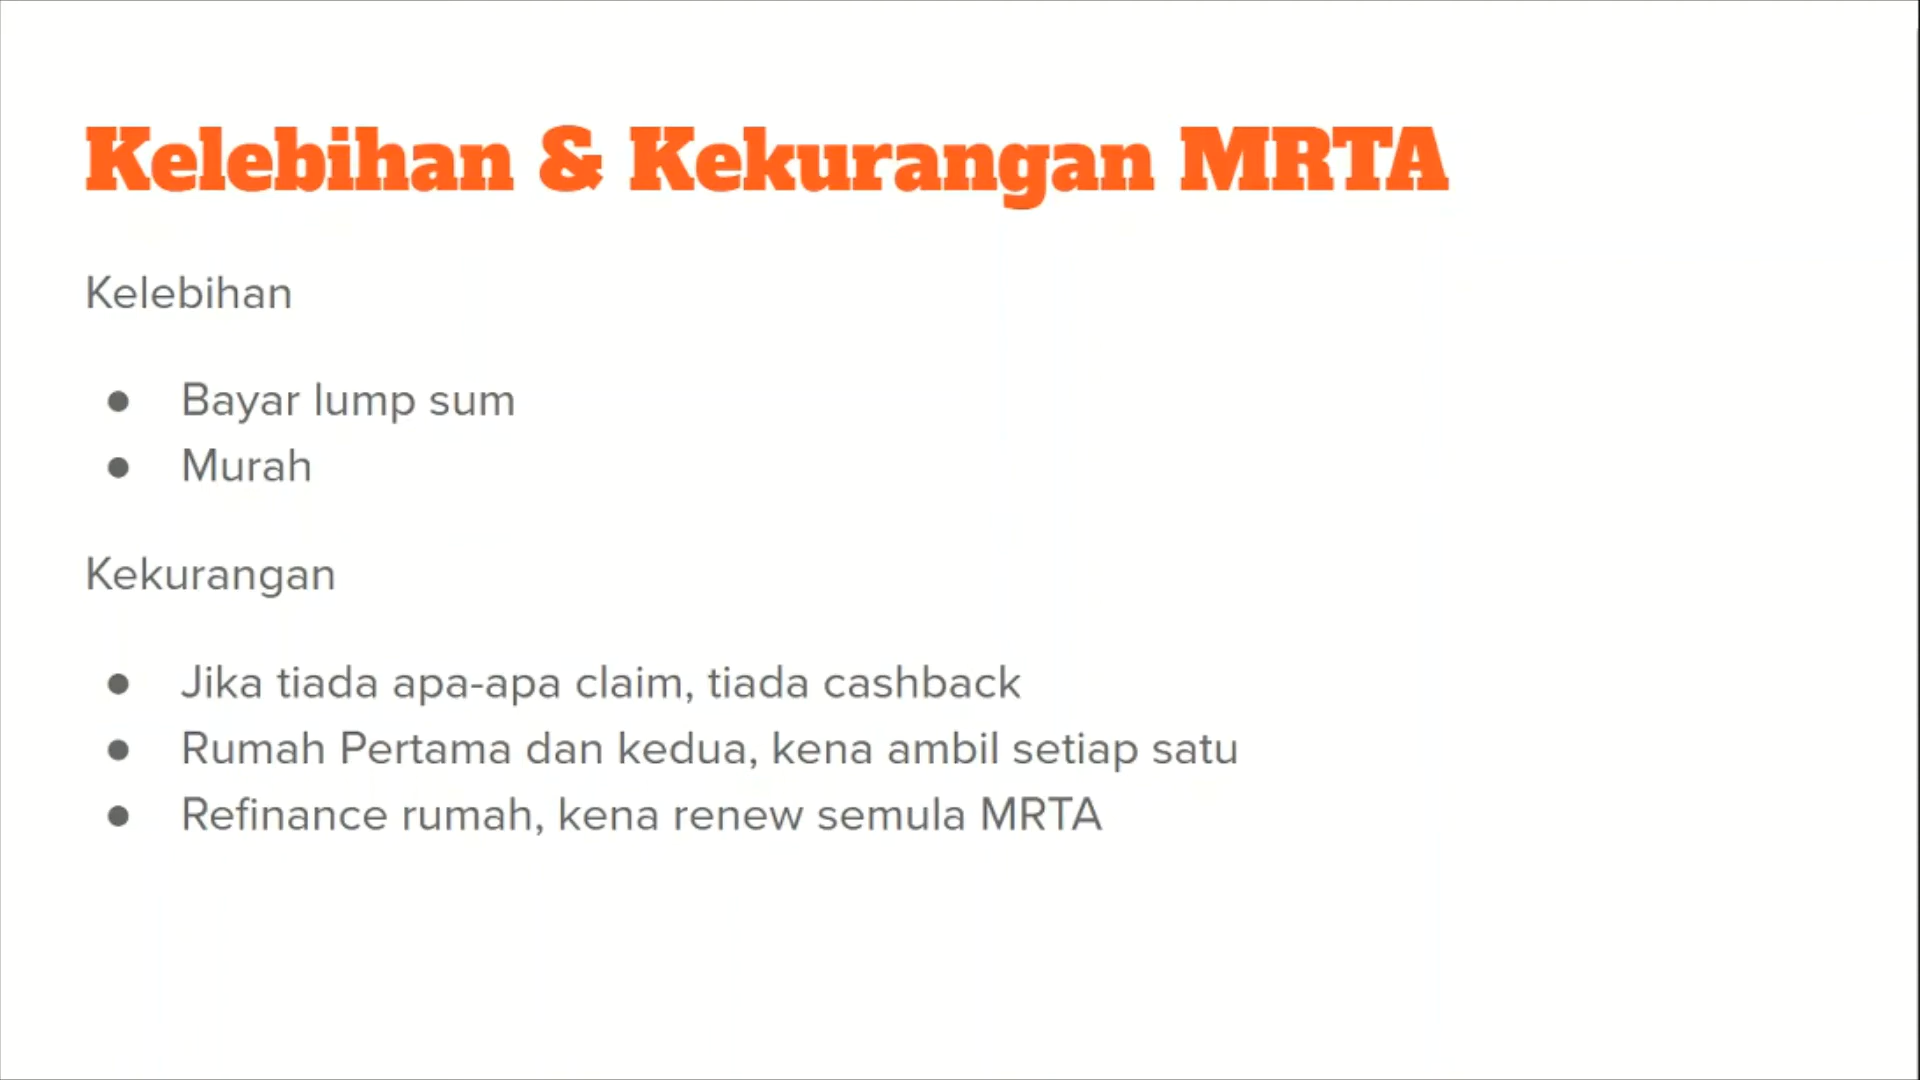 Kelebihan & Kekurangan MRTA
Kelebihan
● Bayar lump sum
● Murah
Kekurangan
● Jika tiada apa-apa claim, tiada cashback
● Rumah Pertama dan kedua, kena ambil setiap satu
● Refinance rumah, kena renew semula MRTA